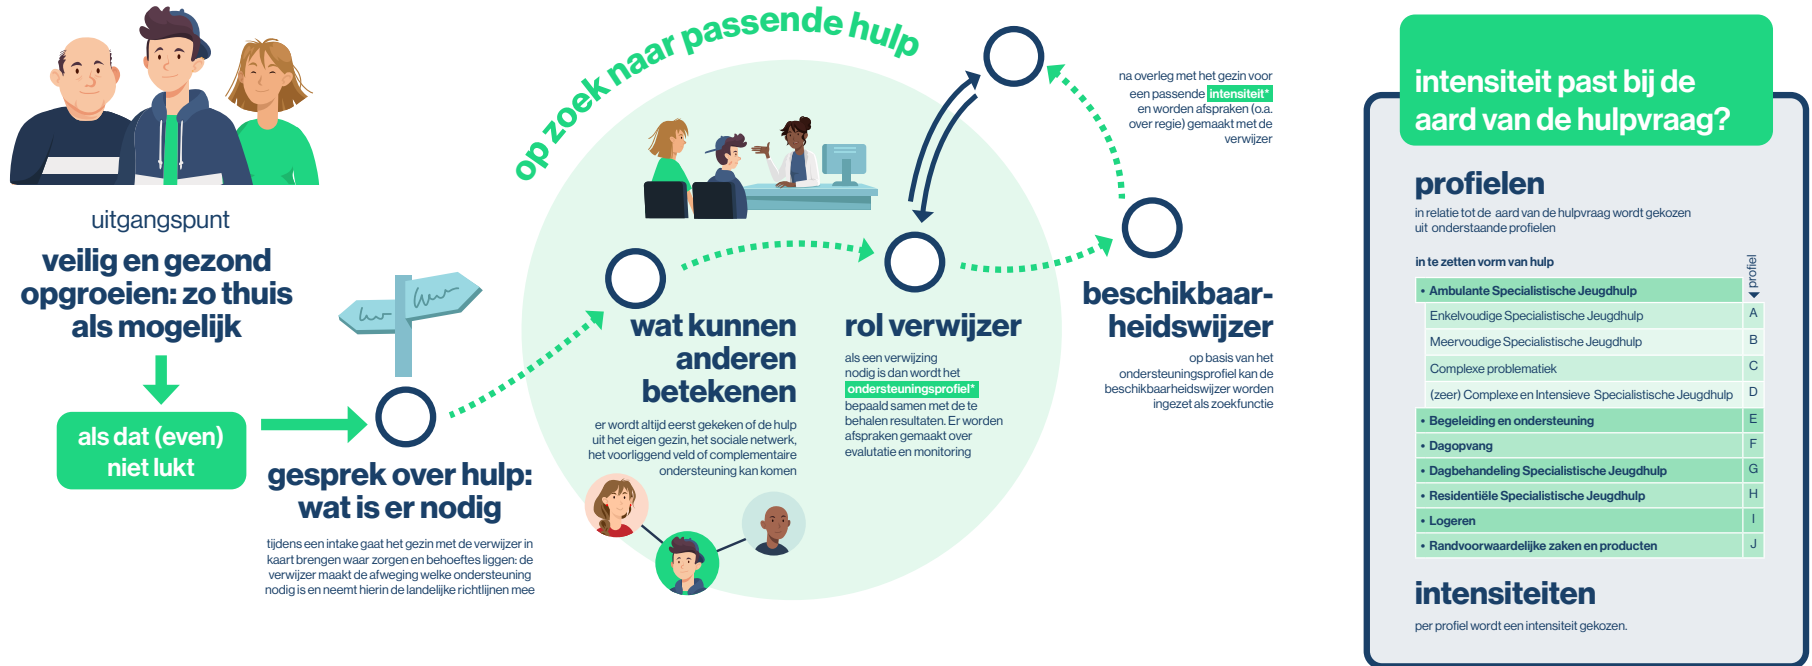 uitgangspunt
veilig en gezond
opgroeien: zo thuis
als mogelijk
als dat (even)
niet lukt
gesprek over hulp:
wat is er nodig
tijdens een intake gaat het gezin met de verwijzer in
kaart brengen waar zorgen en behoeftes liggen: de
verwijzer maakt de afweging welke ondersteuning
nodig is en neemt hierin de landelijke richtlijnen mee
op zoek naar passende hulp
wat kunnen
anderen
betekenen
er wordt altijd eerst gekeken of de hulp
uit het eigen gezin, het sociale netwerk,
het voorliggend veld of complementaire
ondersteuning kan komen
rol verwijzer
als een verwijzing
nodig is dan wordt het
ondersteuningsprofiel*
bepaald samen met de te
behalen resultaten. Er worden
afspraken gemaakt over
evalutatie en monitoring
beschikbaar-
heidswijzer
op basis van het
ondersteuningsprofiel kan de
beschikbaarheidswijzer worden
ingezet als zoekfunctie
na overleg met het gezin voor
een passende intensiteit*
en worden afspraken (o.a.
over regie) gemaakt met de
verwijzer
intensiteit past bij de
aard van de hulpvraag?
profielen
in relatie tot de aard van de hulpvraag wordt gekozen
uit onderstaande profielen
in te zetten vorm van hulp
profiel
• Ambulante Specialistische Jeugdhulp
Enkelvoudige Specialistische Jeugdhulp A
Meervoudige Specialistische Jeugdhulp B
Complexe problematiek C
(zeer) Complexe en Intensieve Specialistische Jeugdhulp D
• Begeleiding en ondersteuning E
• Dagopvang F
• Dagbehandeling Specialistische Jeugdhulp G
• Residentiële Specialistische Jeugdhulp H
• Logeren I
• Randvoorwaardelijke zaken en producten J
intensiteiten
per profiel wordt een intensiteit gekozen.